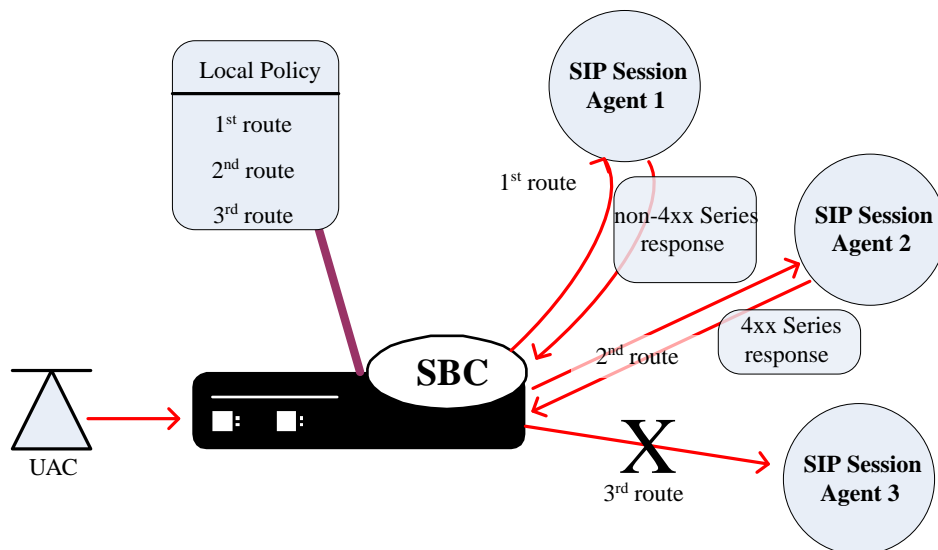 Local Policy
1st route
2nd route
3rd route
SIP Session
Agent 1
1st route
non-4xx Series
response
SIP Session
Agent 2
4xx Series
response
2nd route
SBC
UAC
X
3rd route
SIP Session
Agent 3